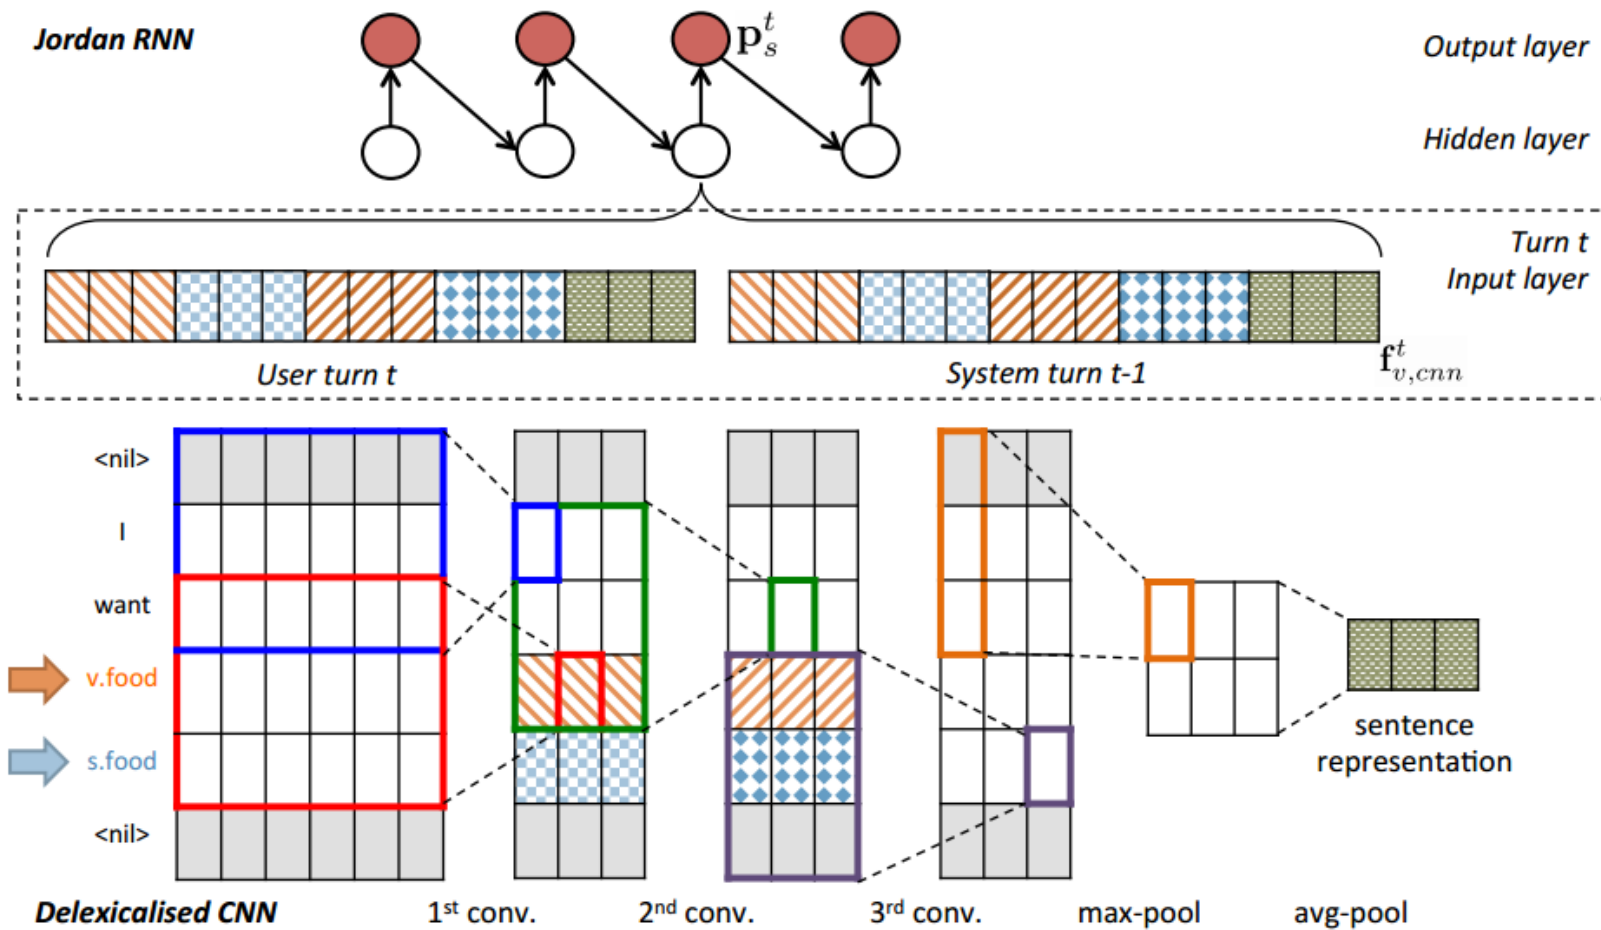 Jordan RNN
p_s^t
Output layer
Hidden layer
Turn t
Input layer
User turn t
System turn t-1
f_{v,cnn}^t
<nil>
I
want
v.food
s.food
<nil>
sentence
representation
Delexicalised CNN
1st conv.
2nd conv.
3rd conv.
max-pool
avg-pool